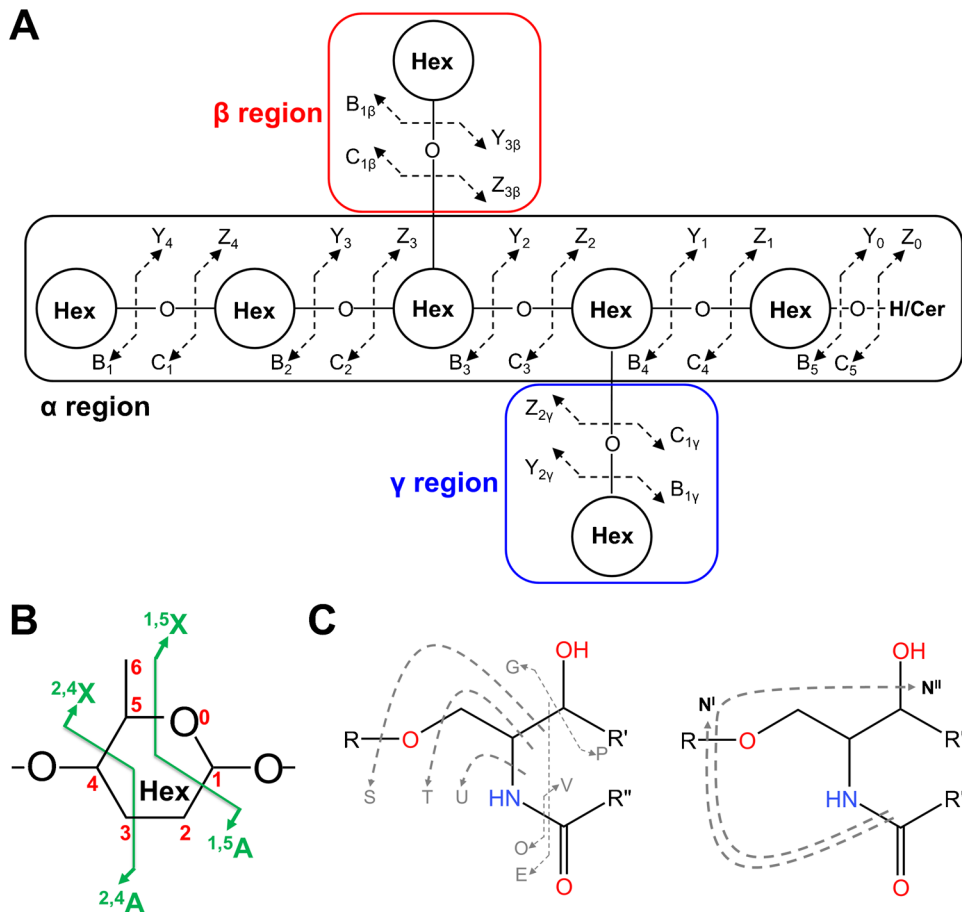 A
Hex
β region
B1β
Y3β
O
C1β
Z3β
Y4 Z4 Y3 Z3 Y2 Z2 Y1 Z1 Y0 Z0
Hex O Hex O Hex O Hex O Hex O H/Cer
B1 C1 B2 C2 B3 C3 B4 C4 B5 C5
α region
Z2γ
C1γ
O
γ region
Y2γ
B1γ
Hex
B
1,5X
2,4X
6
5
O 0
O 4 Hex 1 O
3 2
1,5A
2,4A
C
G OH
R O R' P
S T U HN V R''
O
E
O
OH
NI NII
R O R'
HN R''
O